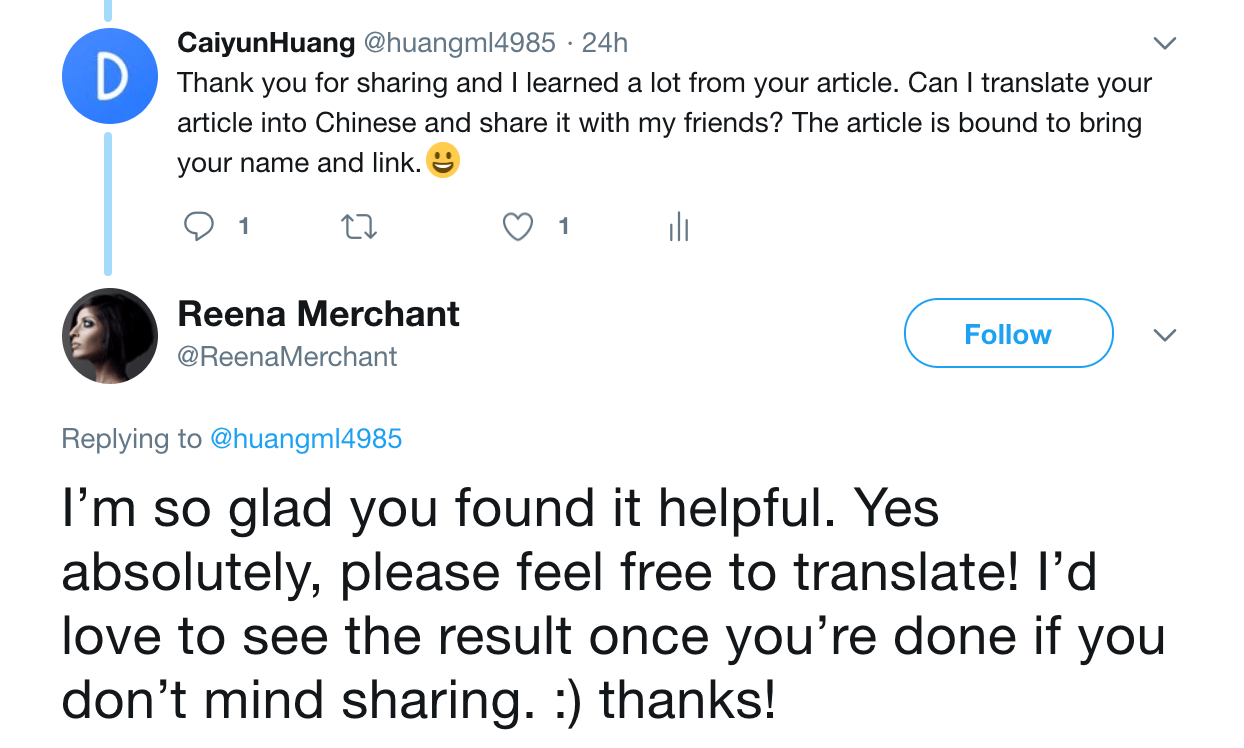 D
CaiyunHuang @huangml4985 · 24h
Thank you for sharing and I learned a lot from your article. Can I translate your
article into Chinese and share it with my friends? The article is bound to bring
your name and link.😀
1 1
Reena Merchant
@ReenaMerchant
Follow
Replying to @huangml4985
I’m so glad you found it helpful. Yes
absolutely, please feel free to translate! I’d
love to see the result once you’re done if you
don’t mind sharing. :) thanks!